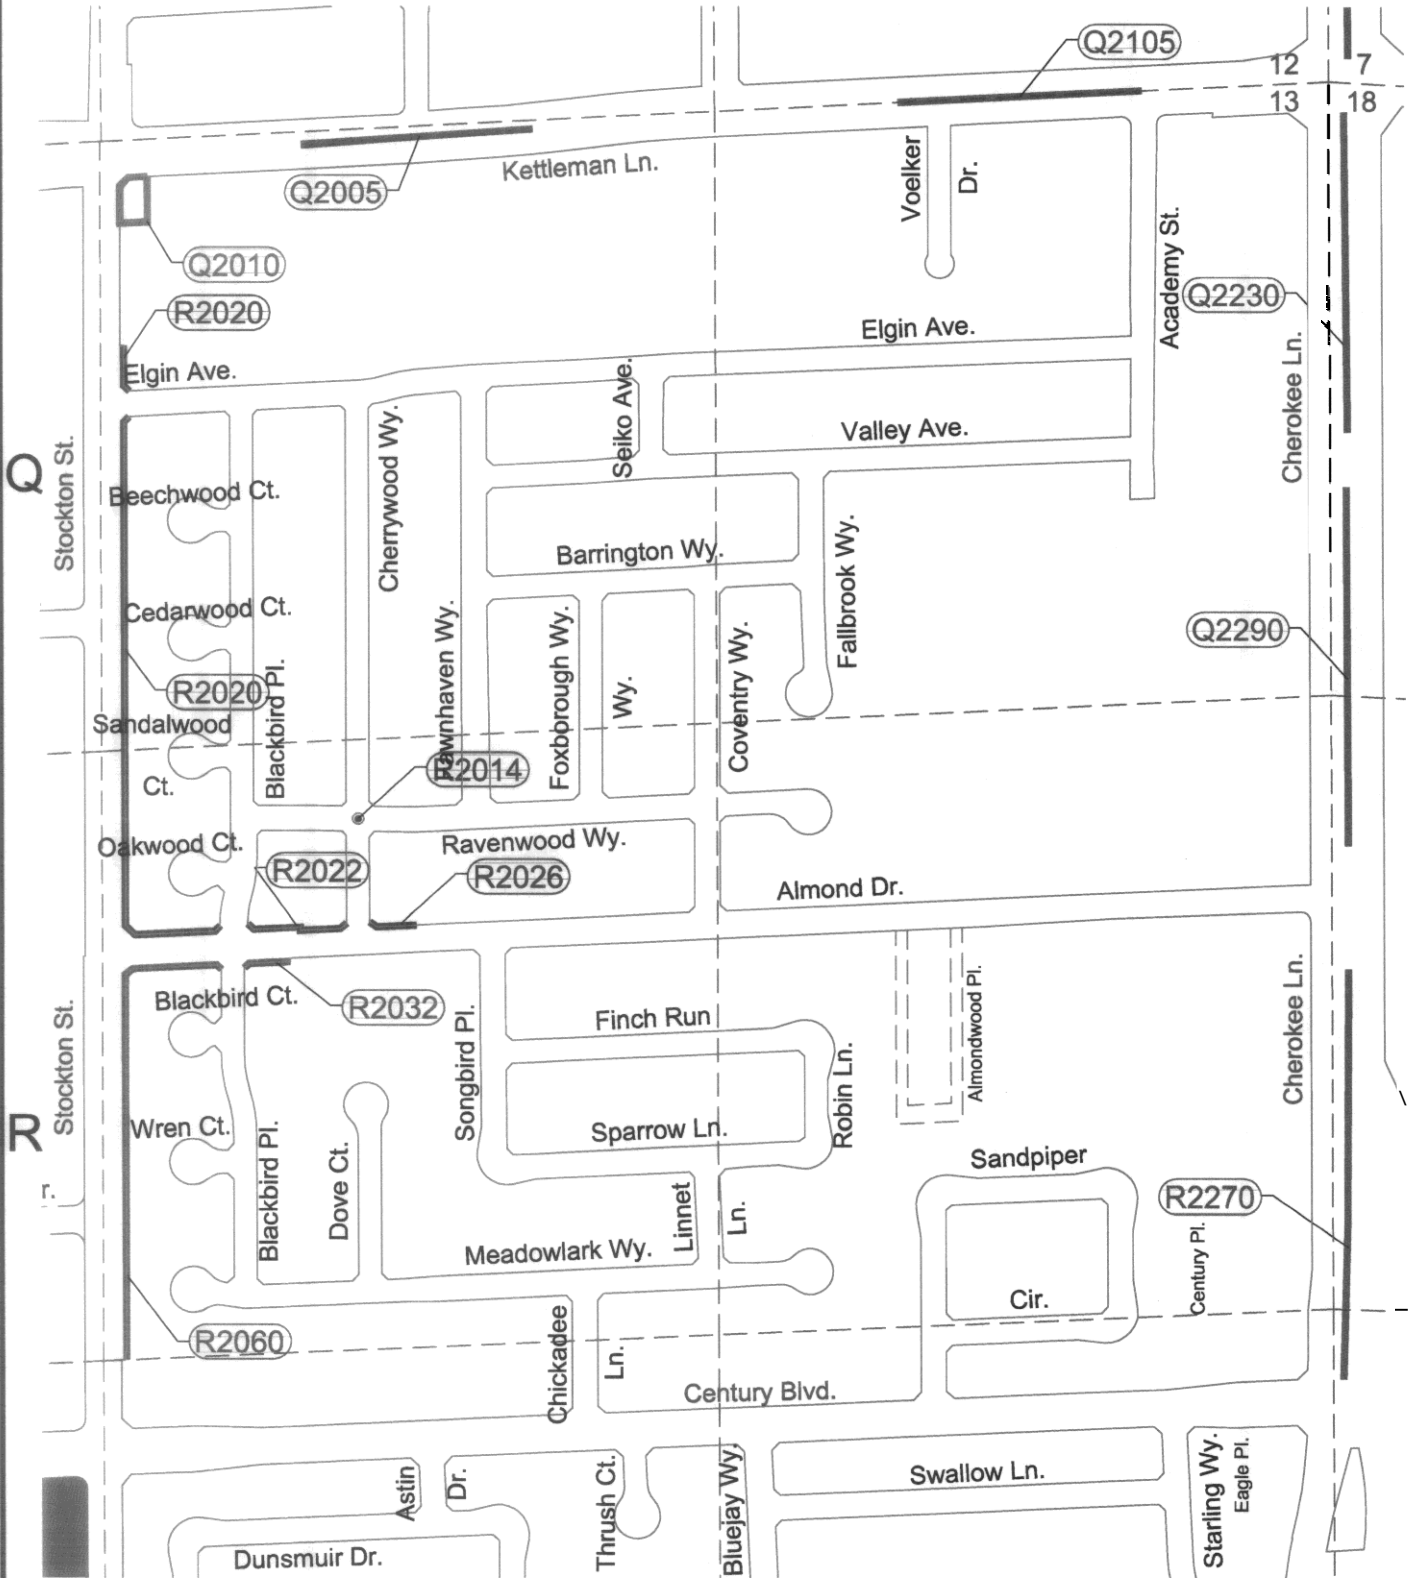 Q2105
12 7
13 18
Kettleman Ln.
Q2005
Voelker
Dr.
Academy St.
Q2010
R2020
Q2230
Elgin Ave.
Elgin Ave.
Seiko Ave.
Cherokee Ln.
Valley Ave.
Q
Stockton St.
Beechwood Ct.
Cherrywood Wy.
Barrington Wy.
Fallbrook Wy.
Cedarwood Ct.
Lawnhaven Wy.
Foxborough Wy.
Wy.
Coventry Wy.
Q2290
R2020
Blackbird Pl.
Sandalwood
Ct.
R2014
Oakwood Ct.
Ravenwood Wy.
R2022
R2026
Almond Dr.
Blackbird Ct.
R2032
Finch Run
Songbird Pl.
Almondwood Pl.
Cherokee Ln.
Stockton St.
R
Wren Ct.
Blackbird Pl.
Dove Ct.
Sparrow Ln.
Robin Ln.
Sandpiper
r.
Linnet
Ln.
R2270
Century Pl.
Meadowlark Wy.
Cir.
R2060
Chickadee
Ln.
Century Blvd.
Astin
Dr.
Thrush Ct.
Bluejay Wy.
Swallow Ln.
Starling Wy.
Eagle Pl.
Dunsmuir Dr.